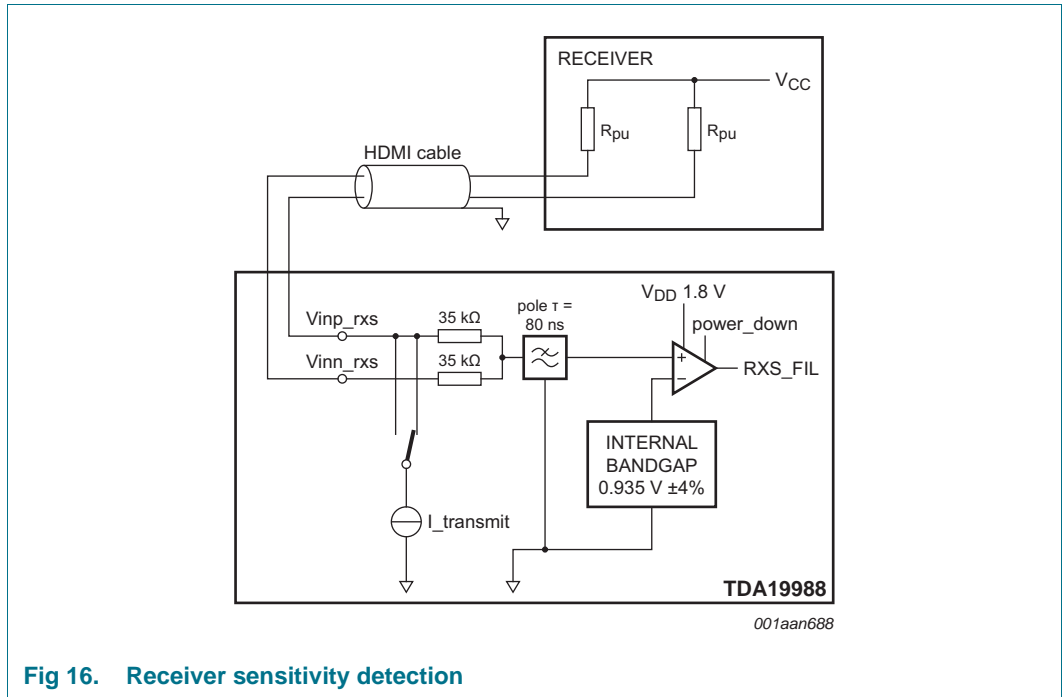 RECEIVER
VCC
Rpu
Rpu
HDMI cable
VDD 1.8 V
pole τ =
80 ns
power_down
Vinp_rxs
35 kΩ
Vinn_rxs
35 kΩ
+
−
RXS_FIL
INTERNAL
BANDGAP
0.935 V ±4%
I_transmit
TDA19988
001aan688
Fig 16. Receiver sensitivity detection